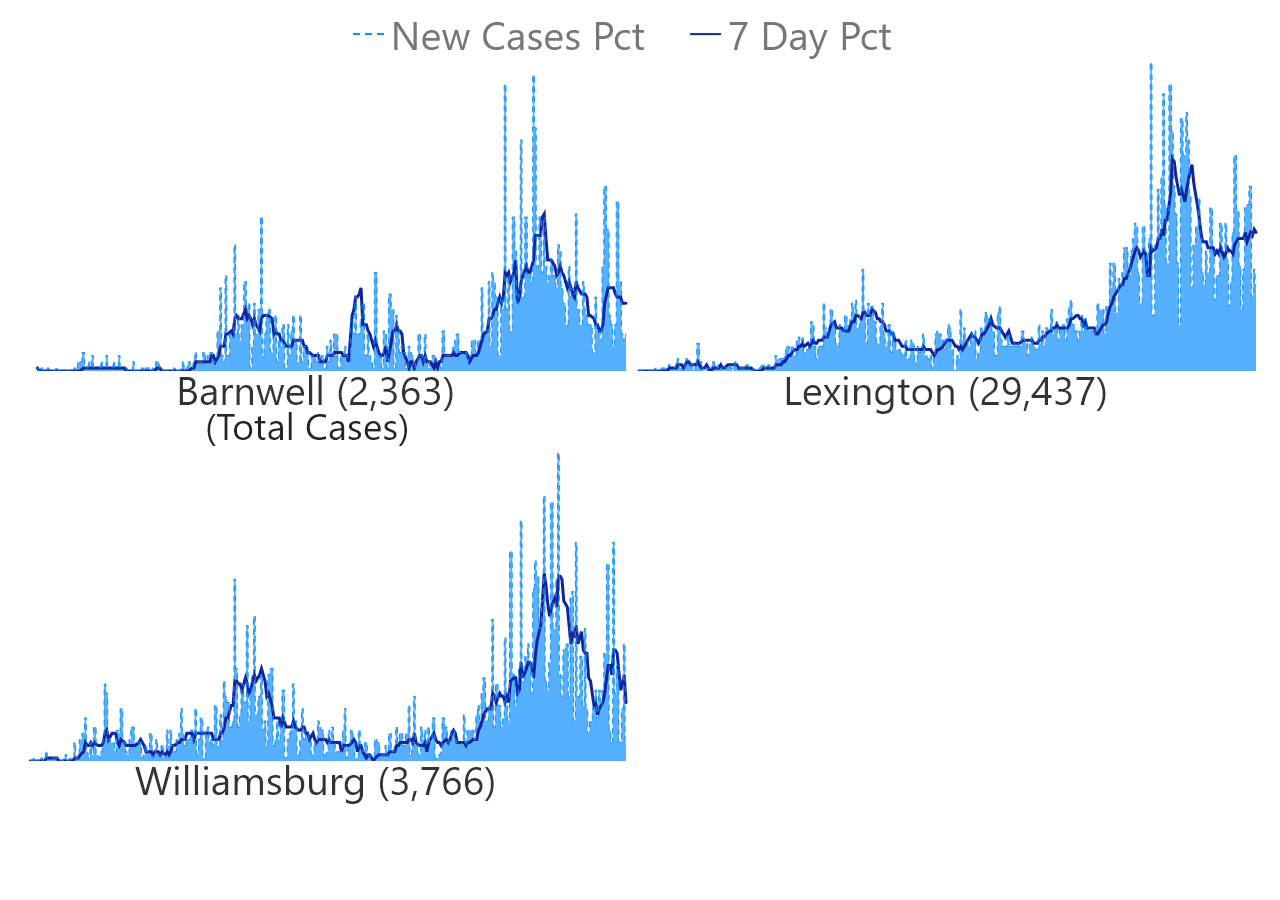 New Cases Pct 7 Day Pct
Barnwell (2,363) Lexington (29,437)
(Total Cases)
Williamsburg (3,766)